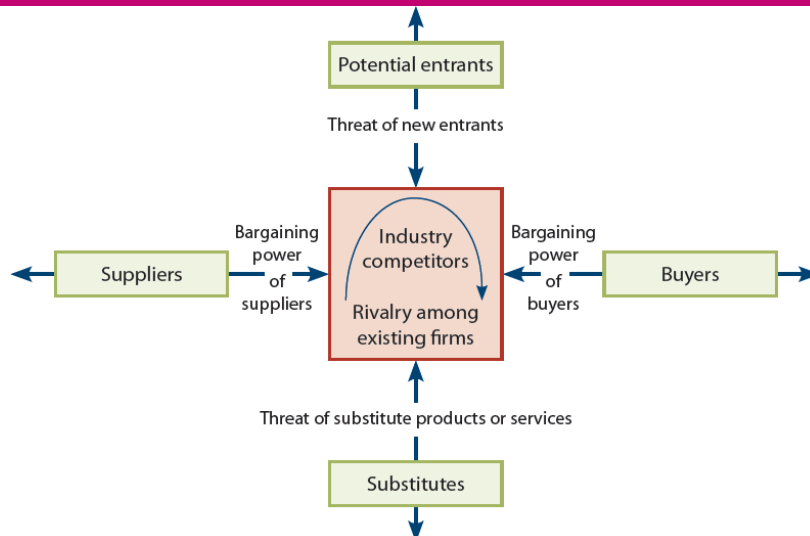 Potential entrants
Threat of new entrants
Bargaining
power
of
suppliers
Suppliers
Industry
competitors
Rivalry among
existing firms
Bargaining
power
of
buyers
Buyers
Threat of substitute products or services
Substitutes